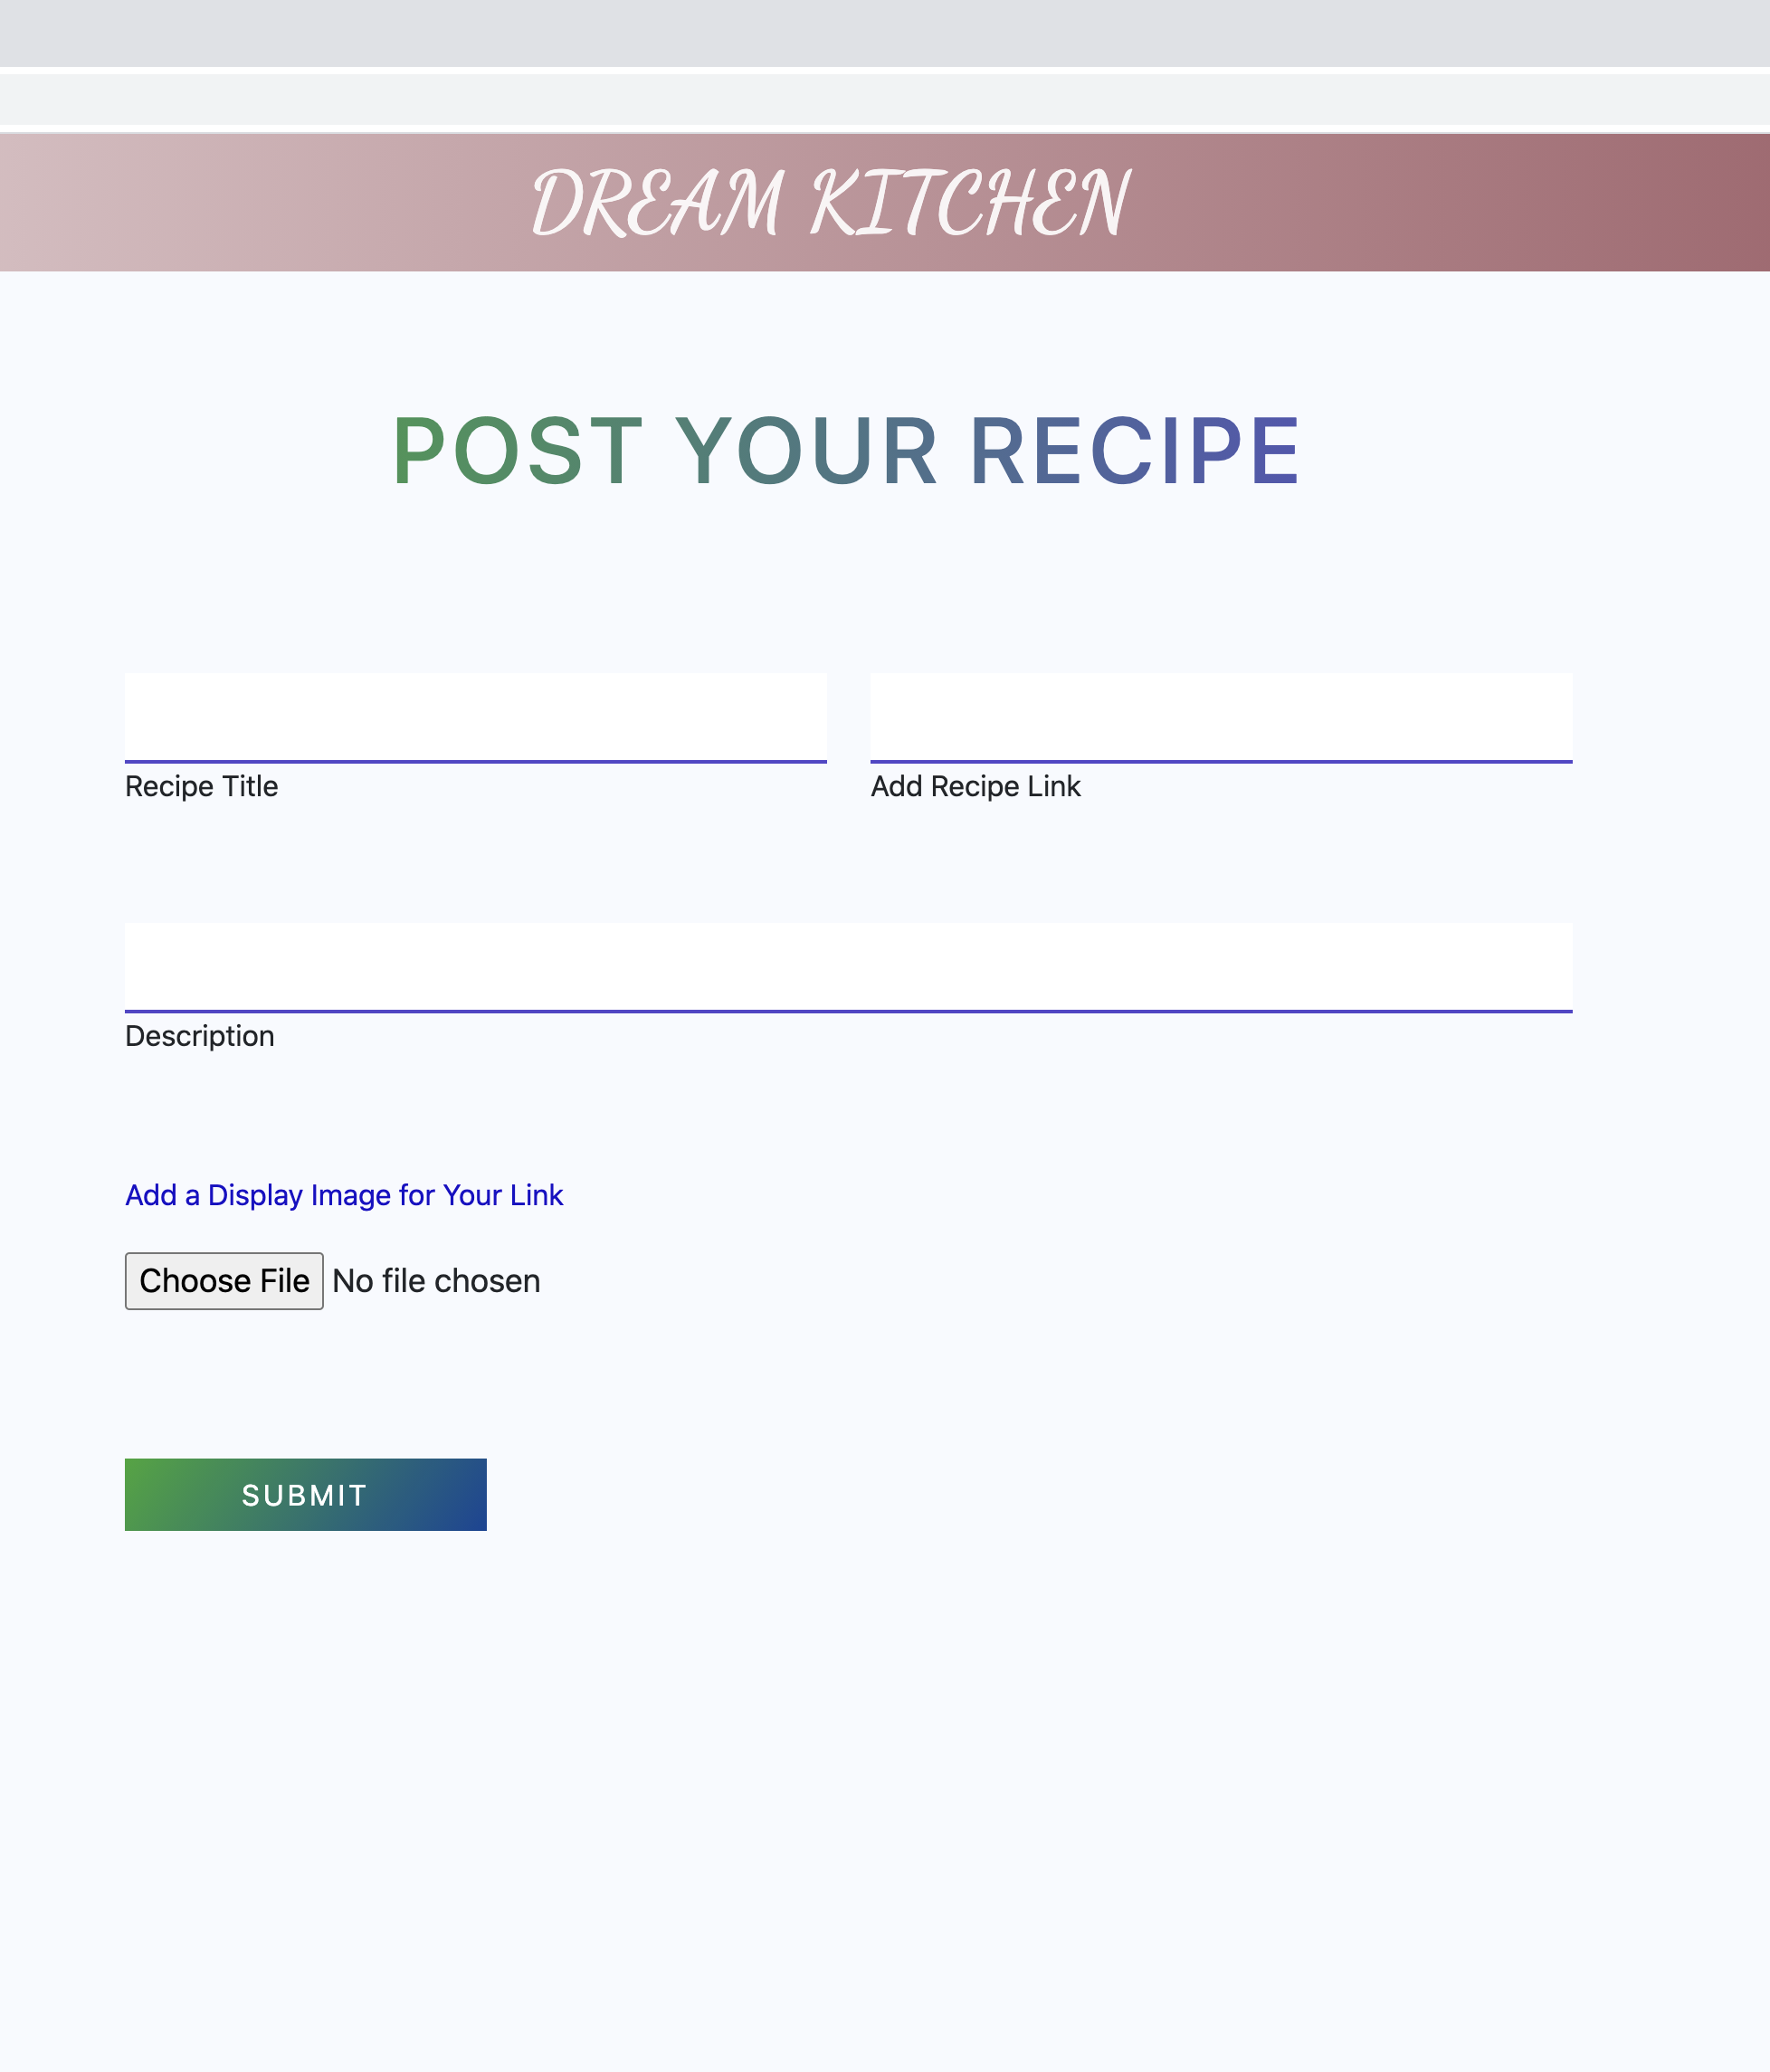 DREAM KITCHEN
POST YOUR RECIPE
Recipe Title
Add Recipe Link
Description
Add a Display Image for Your Link
Choose File No file chosen
SUBMIT